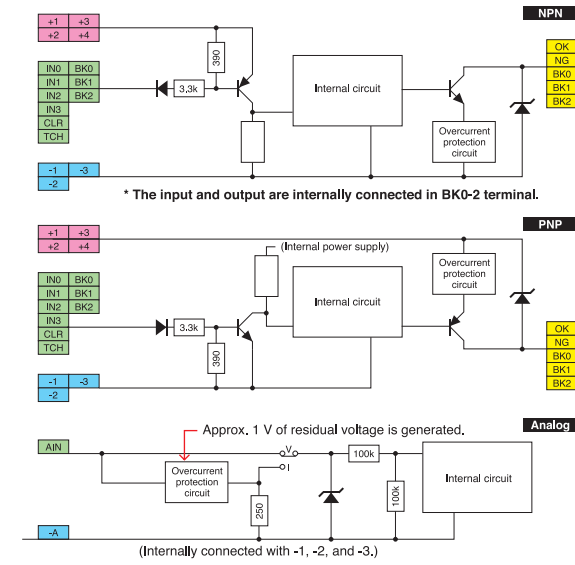 NPN
+1 +3
+2 +4
390
IN0 BK0
IN1 BK1
IN2 BK2
IN3
CLR
TCH
3,3k
Internal circuit
OK
NG
BK0
BK1
BK2
Overcurrent
protection
circuit
-1 -3
-2
* The input and output are internally connected in BK0-2 terminal.
PNP
+1 +3
+2 +4
(Internal power supply)
Overcurrent
protection
circuit
IN0 BK0
IN1 BK1
IN2 BK2
IN3
CLR
TCH
3.3k
390
Internal circuit
OK
NG
BK0
BK1
BK2
-1 -3
-2
Analog
Approx. 1 V of residual voltage is generated.
AIN
V
I
100k
Overcurrent
protection
circuit
250
100k
Internal circuit
-A
(Internally connected with -1, -2, and -3.)